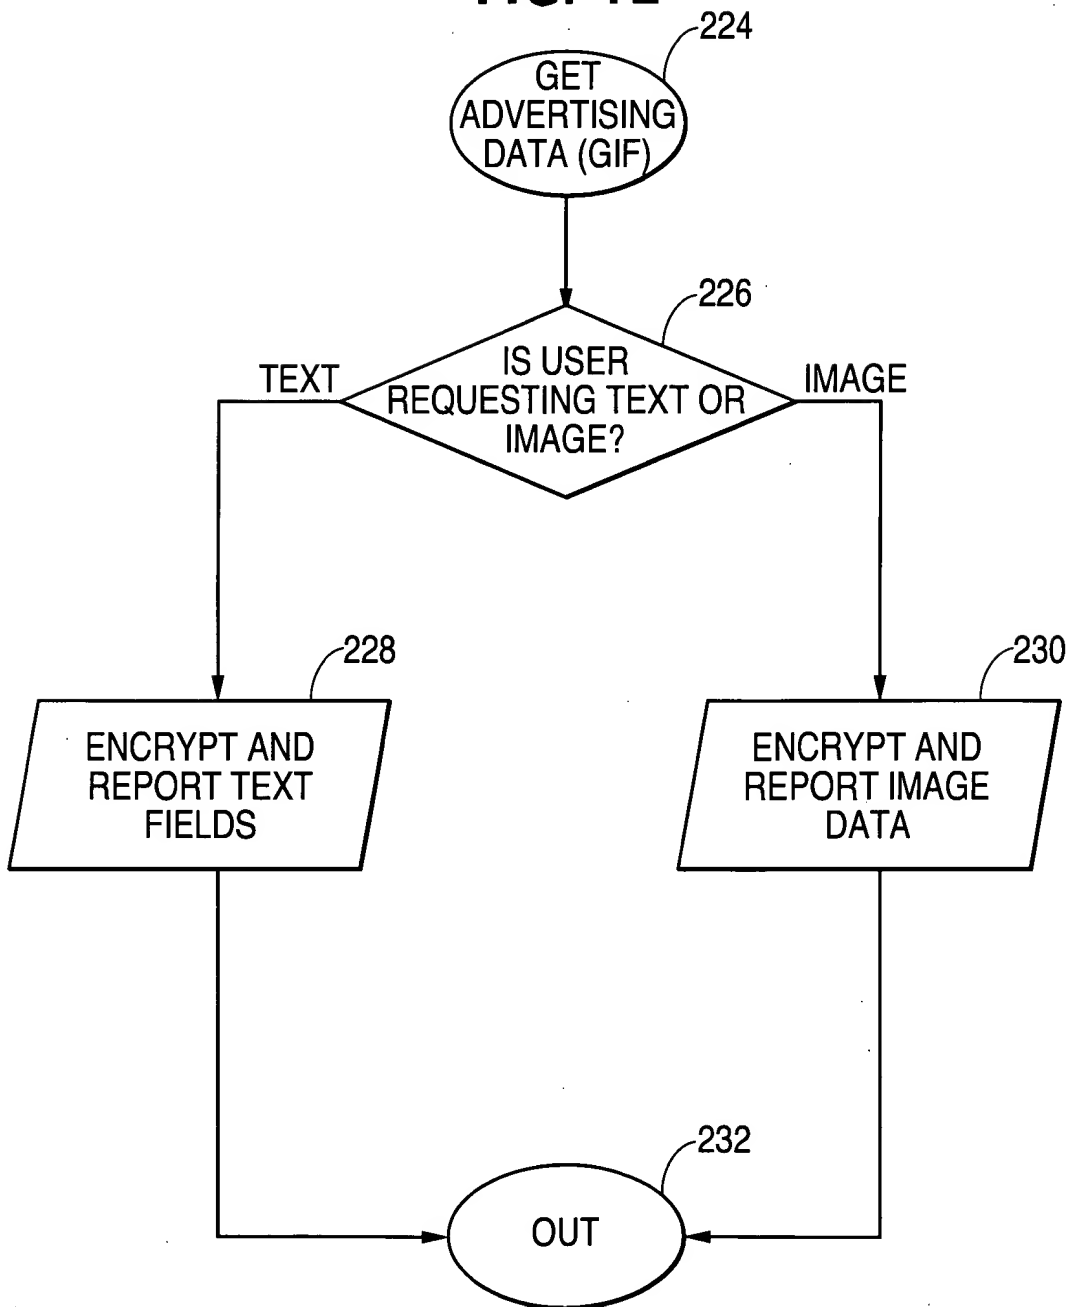 224
GET
ADVERTISING
DATA (GIF)
226
IS USER
REQUESTING TEXT OR
IMAGE?
TEXT
IMAGE
228
ENCRYPT AND
REPORT TEXT
FIELDS
230
ENCRYPT AND
REPORT IMAGE
DATA
232
OUT